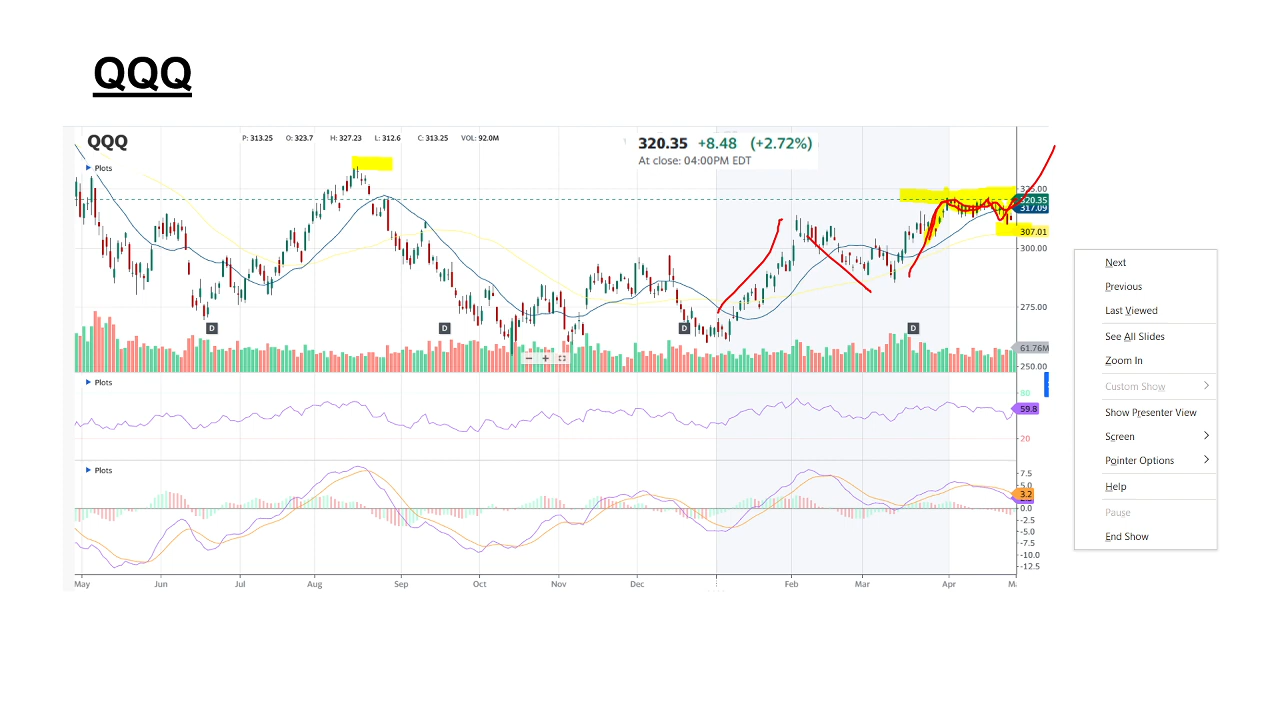 QQQ
QQQ
P: 313.25 O: 323.7 H: 327.23 L: 312.6 C: 313.25 VOL: 92.0M
320.35 +8.48 (+2.72%)
At close: 04:00PM EDT
Plots
325.00
320.35
317.09
307.01
300.00
275.00
D D D D
61.76M
250.00
Plots
80
59.8
20
Plots
7.5
3.2
0.0
-2.5
-5.0
-7.5
-10.0
-12.5
May Jun Jul Aug Sep Oct Nov Dec Feb Mar Apr
Next
Previous
Last Viewed
See All Slides
Zoom In
Custom Show
Show Presenter View
Screen
Pointer Options
Help
Pause
End Show